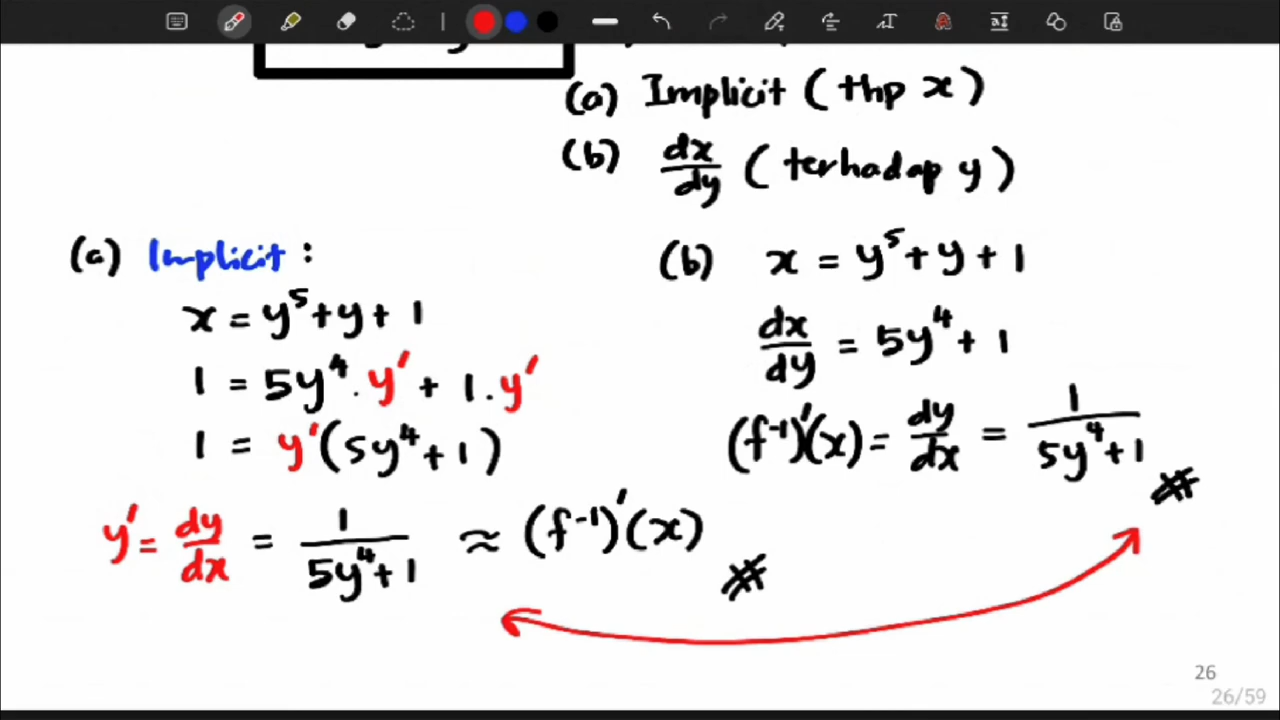 (a) Implicit (thp x)
(b) dx/dy (terhadap y)
(a) Implicit :
x = y⁵ + y + 1
1 = 5y⁴ . y' + 1 . y'
1 = y'(5y⁴ + 1)
y' = dy/dx = 1/(5y⁴ + 1) ≈ (f⁻¹)'(x)
(b) x = y⁵ + y + 1
dx/dy = 5y⁴ + 1
(f⁻¹)'(x) = dy/dx = 1/(5y⁴ + 1)
26
26/59